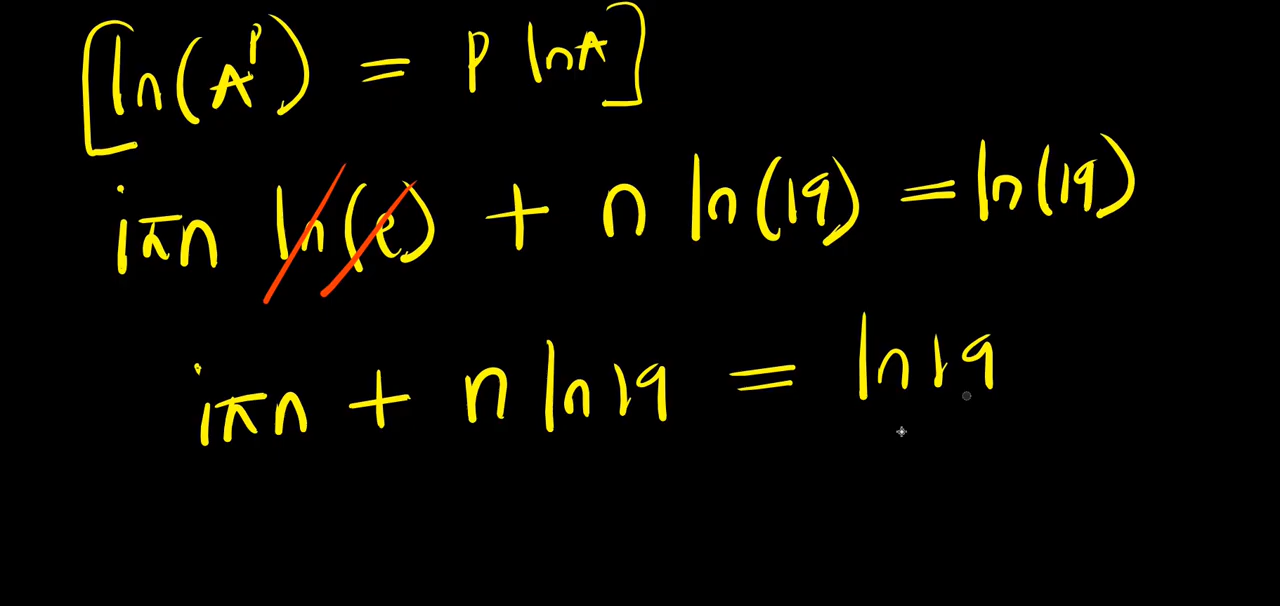 [ln(A^p) = p lnA]
iπn ln(e) + n ln(19) = ln(19)
iπn + n ln19 = ln19